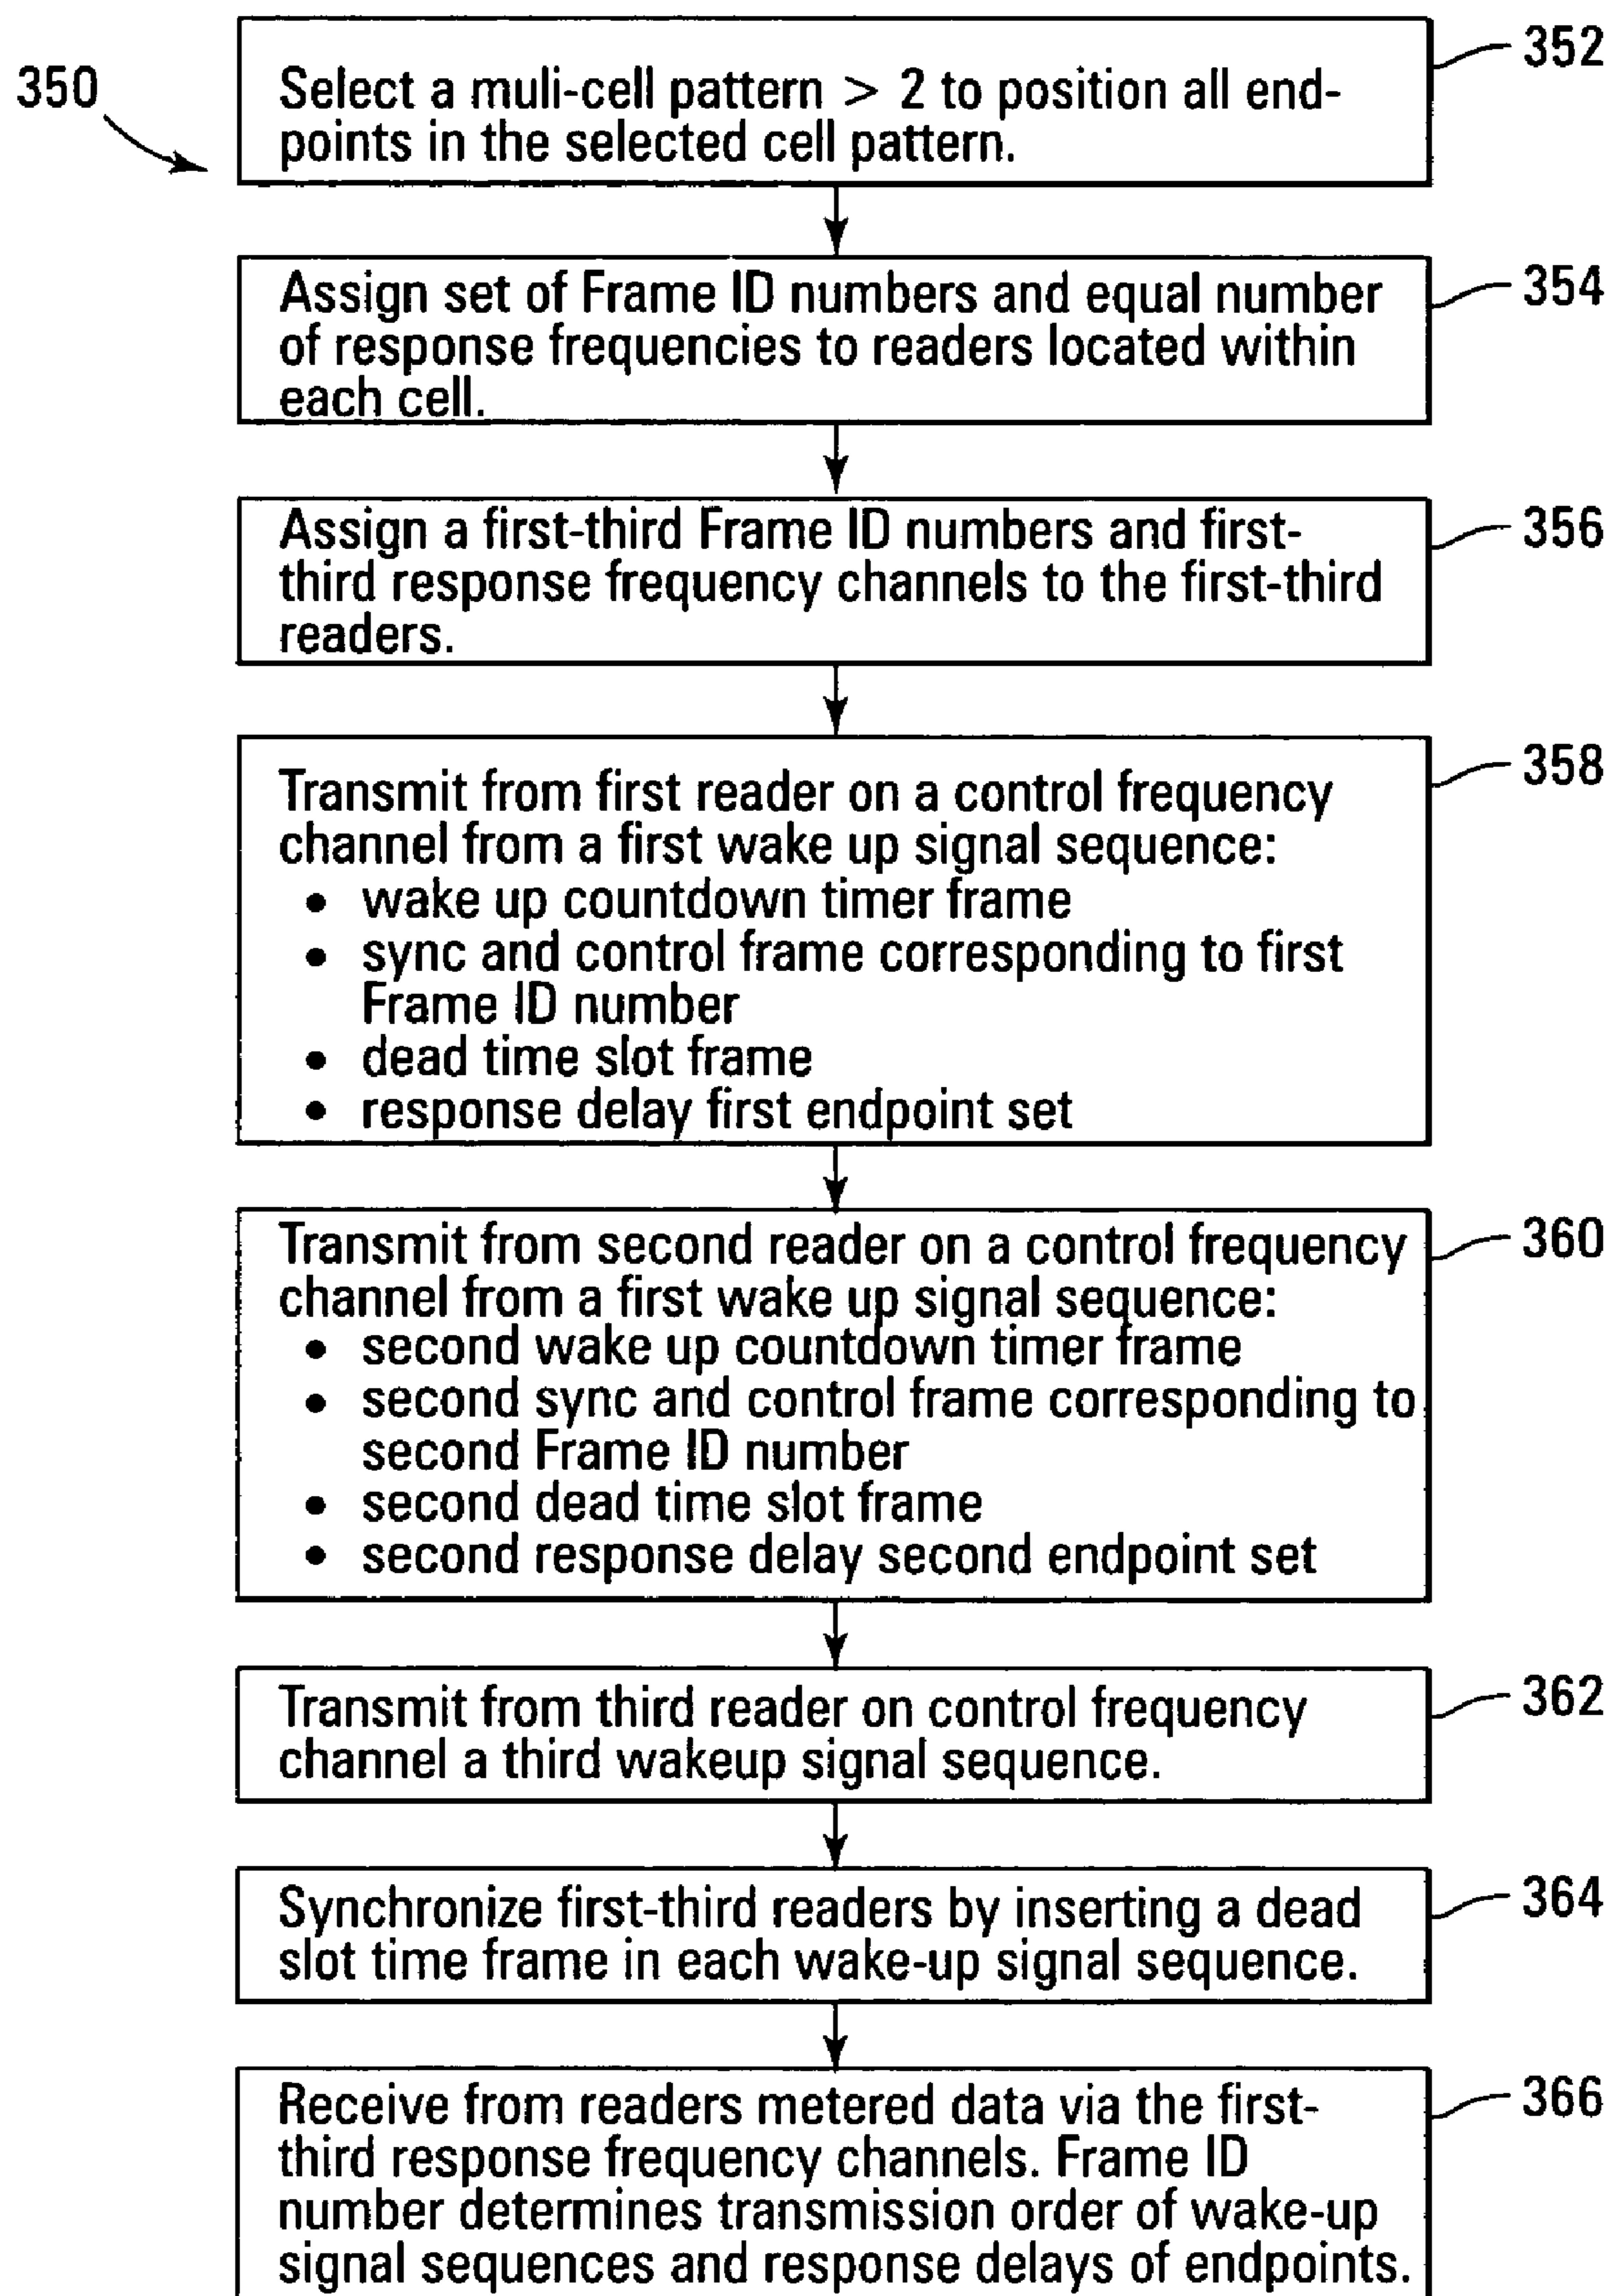 350
352
Select a muli-cell pattern > 2 to position all end-
points in the selected cell pattern.
354
Assign set of Frame ID numbers and equal number
of response frequencies to readers located within
each cell.
356
Assign a first-third Frame ID numbers and first-
third response frequency channels to the first-third
readers.
358
Transmit from first reader on a control frequency
channel from a first wake up signal sequence:
• wake up countdown timer frame
• sync and control frame corresponding to first
Frame ID number
• dead time slot frame
• response delay first endpoint set
360
Transmit from second reader on a control frequency
channel from a first wake up signal sequence:
• second wake up countdown timer frame
• second sync and control frame corresponding to
second Frame ID number
• second dead time slot frame
• second response delay second endpoint set
362
Transmit from third reader on control frequency
channel a third wakeup signal sequence.
364
Synchronize first-third readers by inserting a dead
slot time frame in each wake-up signal sequence.
366
Receive from readers metered data via the first-
third response frequency channels. Frame ID
number determines transmission order of wake-up
signal sequences and response delays of endpoints.